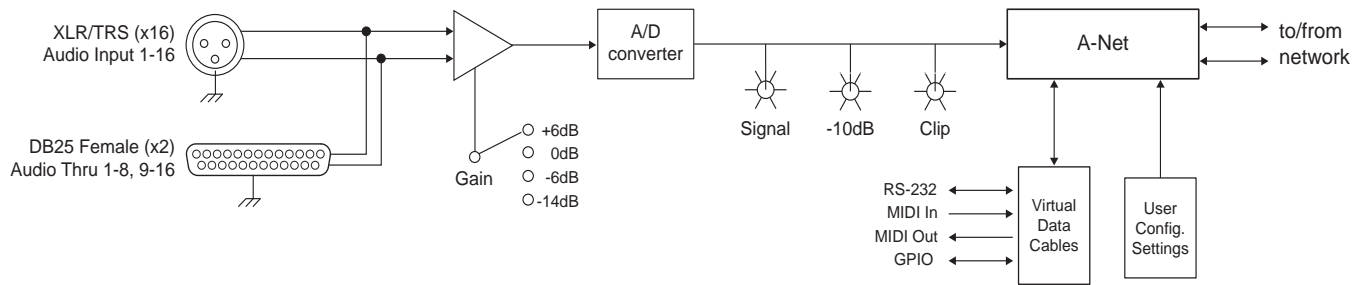 XLR/TRS (x16)
Audio Input 1-16
DB25 Female (x2)
Audio Thru 1-8, 9-16
Gain
+6dB
0dB
-6dB
-14dB
A/D
converter
Signal
-10dB
Clip
A-Net
to/from
network
RS-232
MIDI In
MIDI Out
GPIO
Virtual
Data
Cables
User
Config.
Settings